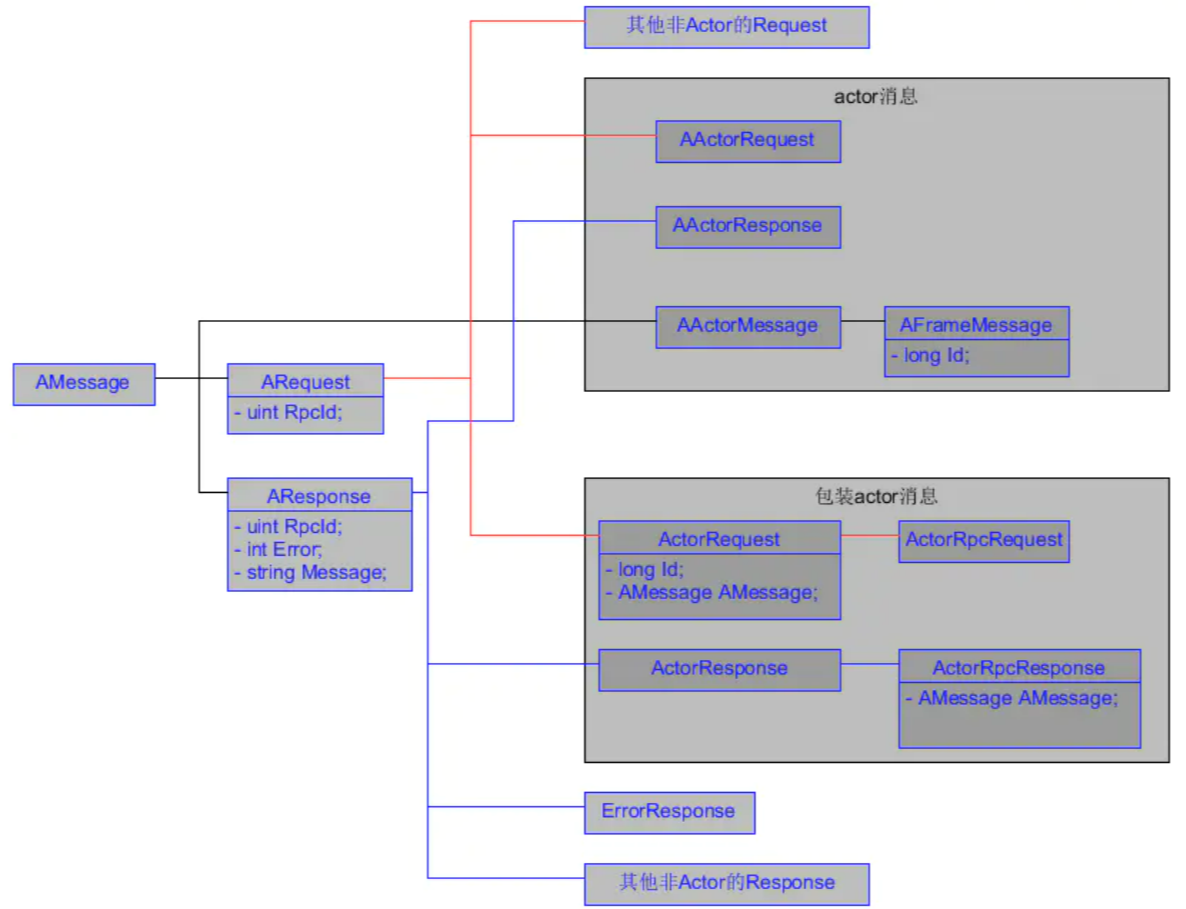 其他非Actor的Request
actor消息
AActorRequest
AActorResponse
AActorMessage
AFrameMessage
- long Id;
AMessage
ARequest
- uint RpcId;
AResponse
- uint RpcId;
- int Error;
- string Message;
包装actor消息
ActorRequest
- long Id;
- AMessage AMessage;
ActorRpcRequest
ActorResponse
ActorRpcResponse
- AMessage AMessage;
ErrorResponse
其他非Actor的Response